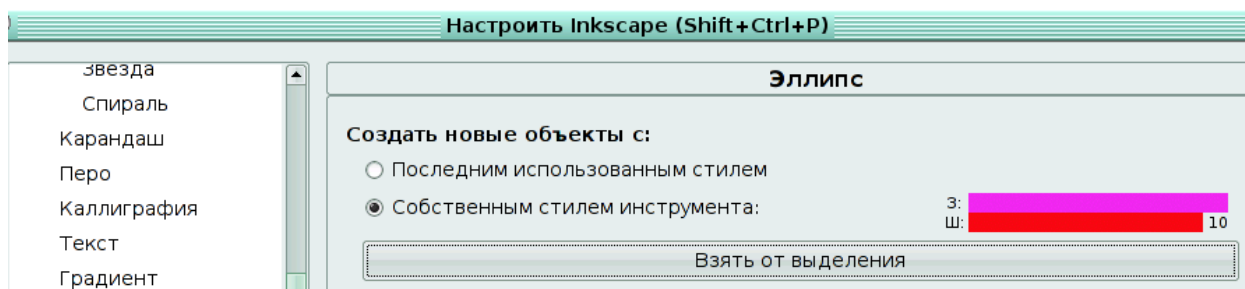 Настроить Inkscape (Shift+Ctrl+P)
Звезда
Спираль
Карандаш
Перо
Каллиграфия
Текст
Градиент
Эллипс
Создать новые объекты с:
Последним использованным стилем
Собственным стилем инструмента:
З:
Ш: 10
Взять от выделения